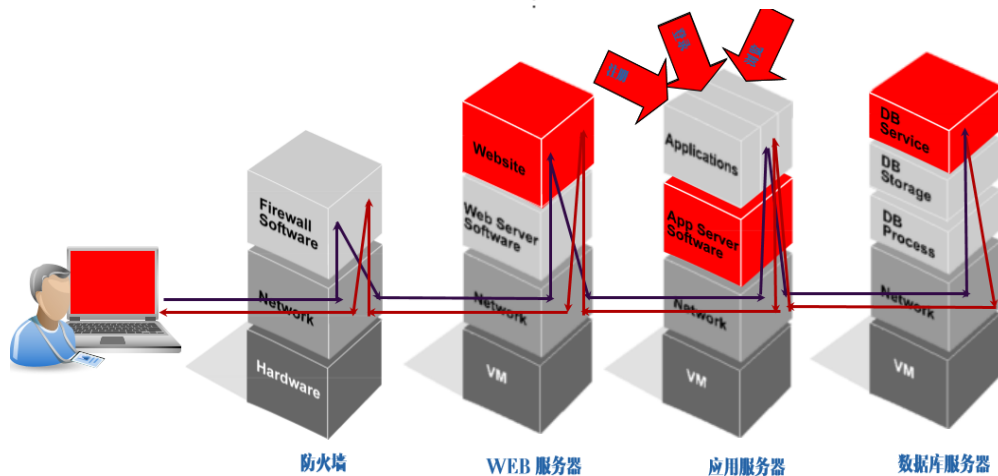 Firewall
Software
Network
Hardware
防火墙
Website
Web Server
Software
Network
VM
WEB 服务器
Applications
App Server
Software
Network
VM
应用服务器
DB
Service
DB
Storage
DB
Process
Network
VM
数据库服务器